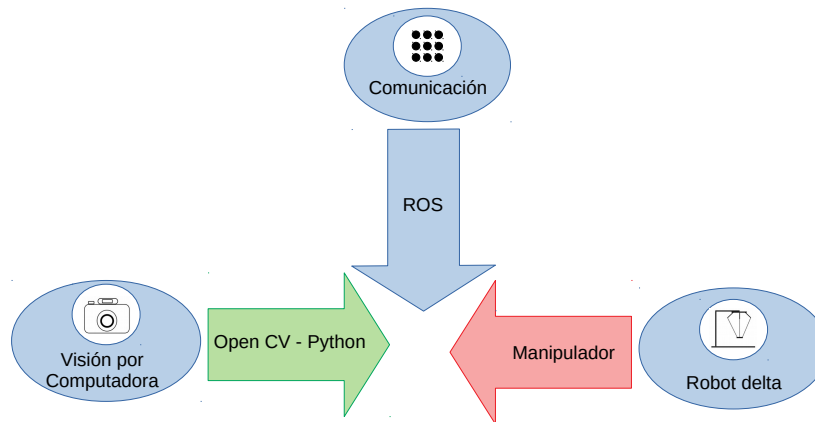 Comunicación
ROS
Open CV - Python
Manipulador
Visión por
Computadora
Robot delta